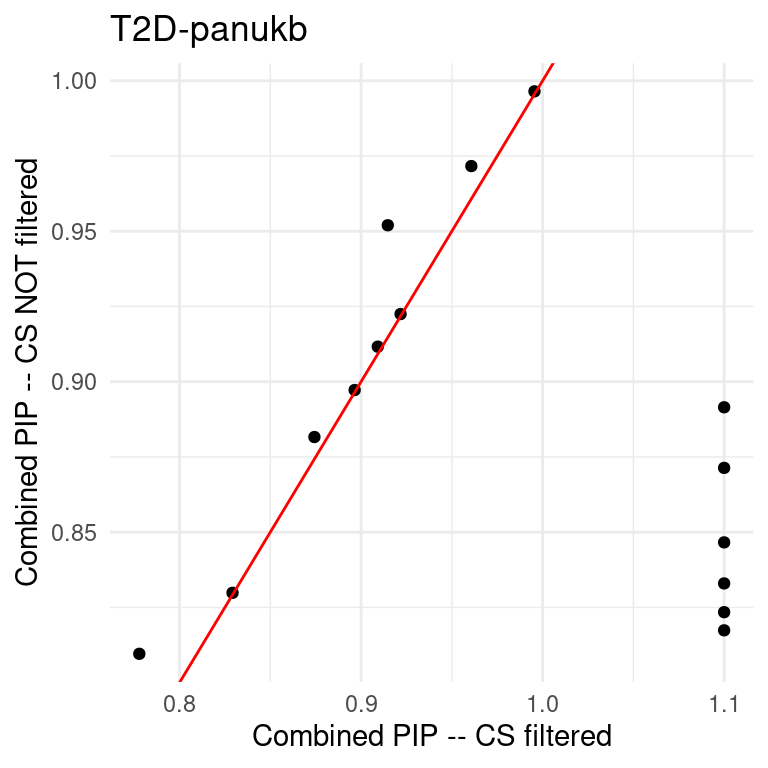 T2D-panukb
Combined PIP -- CS NOT filtered
1.00
0.95
0.90
0.85
0.8
0.9
1.0
1.1
Combined PIP -- CS filtered